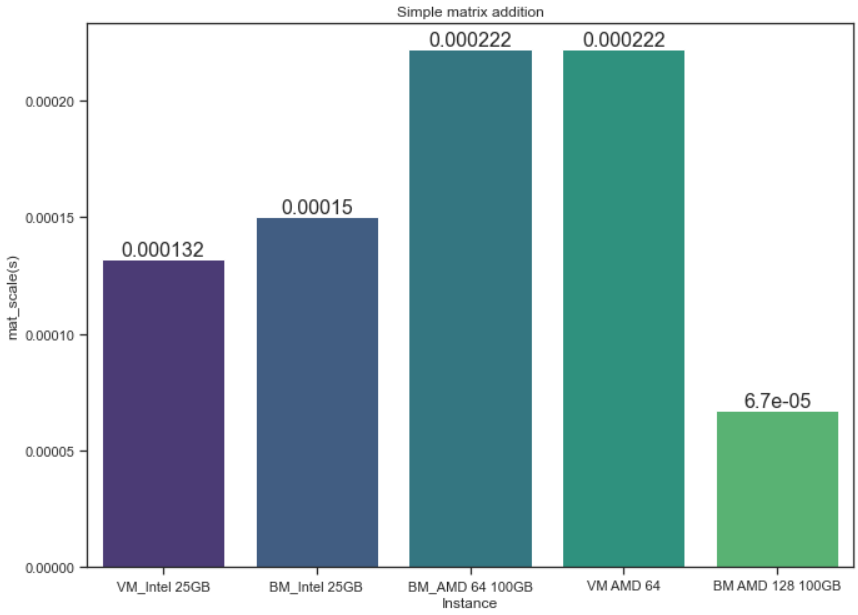 Simple matrix addition
0.000222
0.000222
0.00020
0.00015
0.00015
0.000132
mat_scale(s)
0.00010
6.7e-05
0.00005
0.00000
VM_Intel 25GB
BM_Intel 25GB
BM_AMD 64 100GB
VM AMD 64
BM AMD 128 100GB
Instance